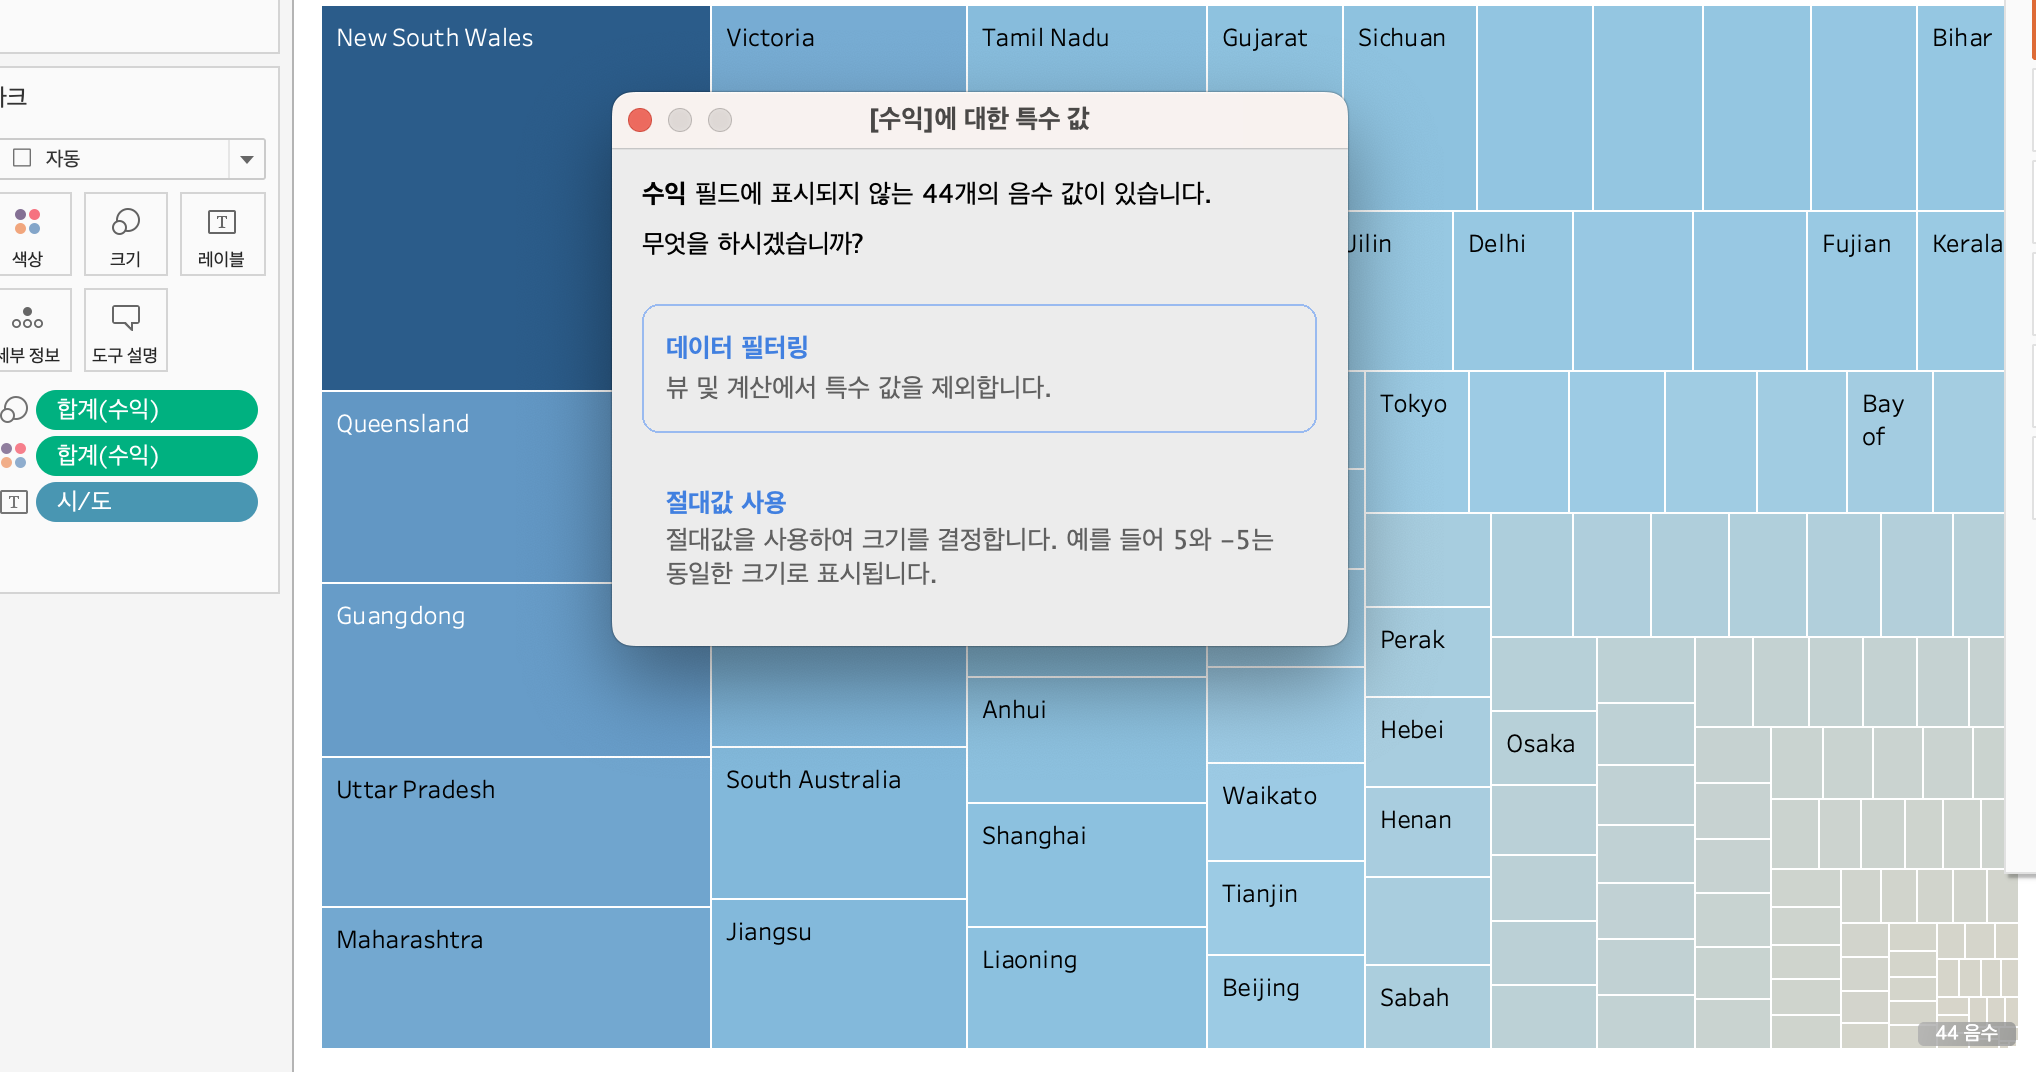 마크
자동
색상
크기
레이블
세부 정보
도구 설명
합계(수익)
합계(수익)
시/도
New South Wales
Queensland
Guangdong
Uttar Pradesh
Maharashtra
Victoria
South Australia
Jiangsu
Tamil Nadu
Anhui
Shanghai
Liaoning
Gujarat
Waikato
Tianjin
Beijing
Sichuan
Bihar
Jilin
Delhi
Fujian
Kerala
Tokyo
Bay
of
Perak
Hebei
Henan
Sabah
Osaka
[수익]에 대한 특수 값
수익 필드에 표시되지 않는 44개의 음수 값이 있습니다.
무엇을 하시겠습니까?
데이터 필터링
뷰 및 계산에서 특수 값을 제외합니다.
절대값 사용
절대값을 사용하여 크기를 결정합니다. 예를 들어 5와 -5는
동일한 크기로 표시됩니다.
44 음수